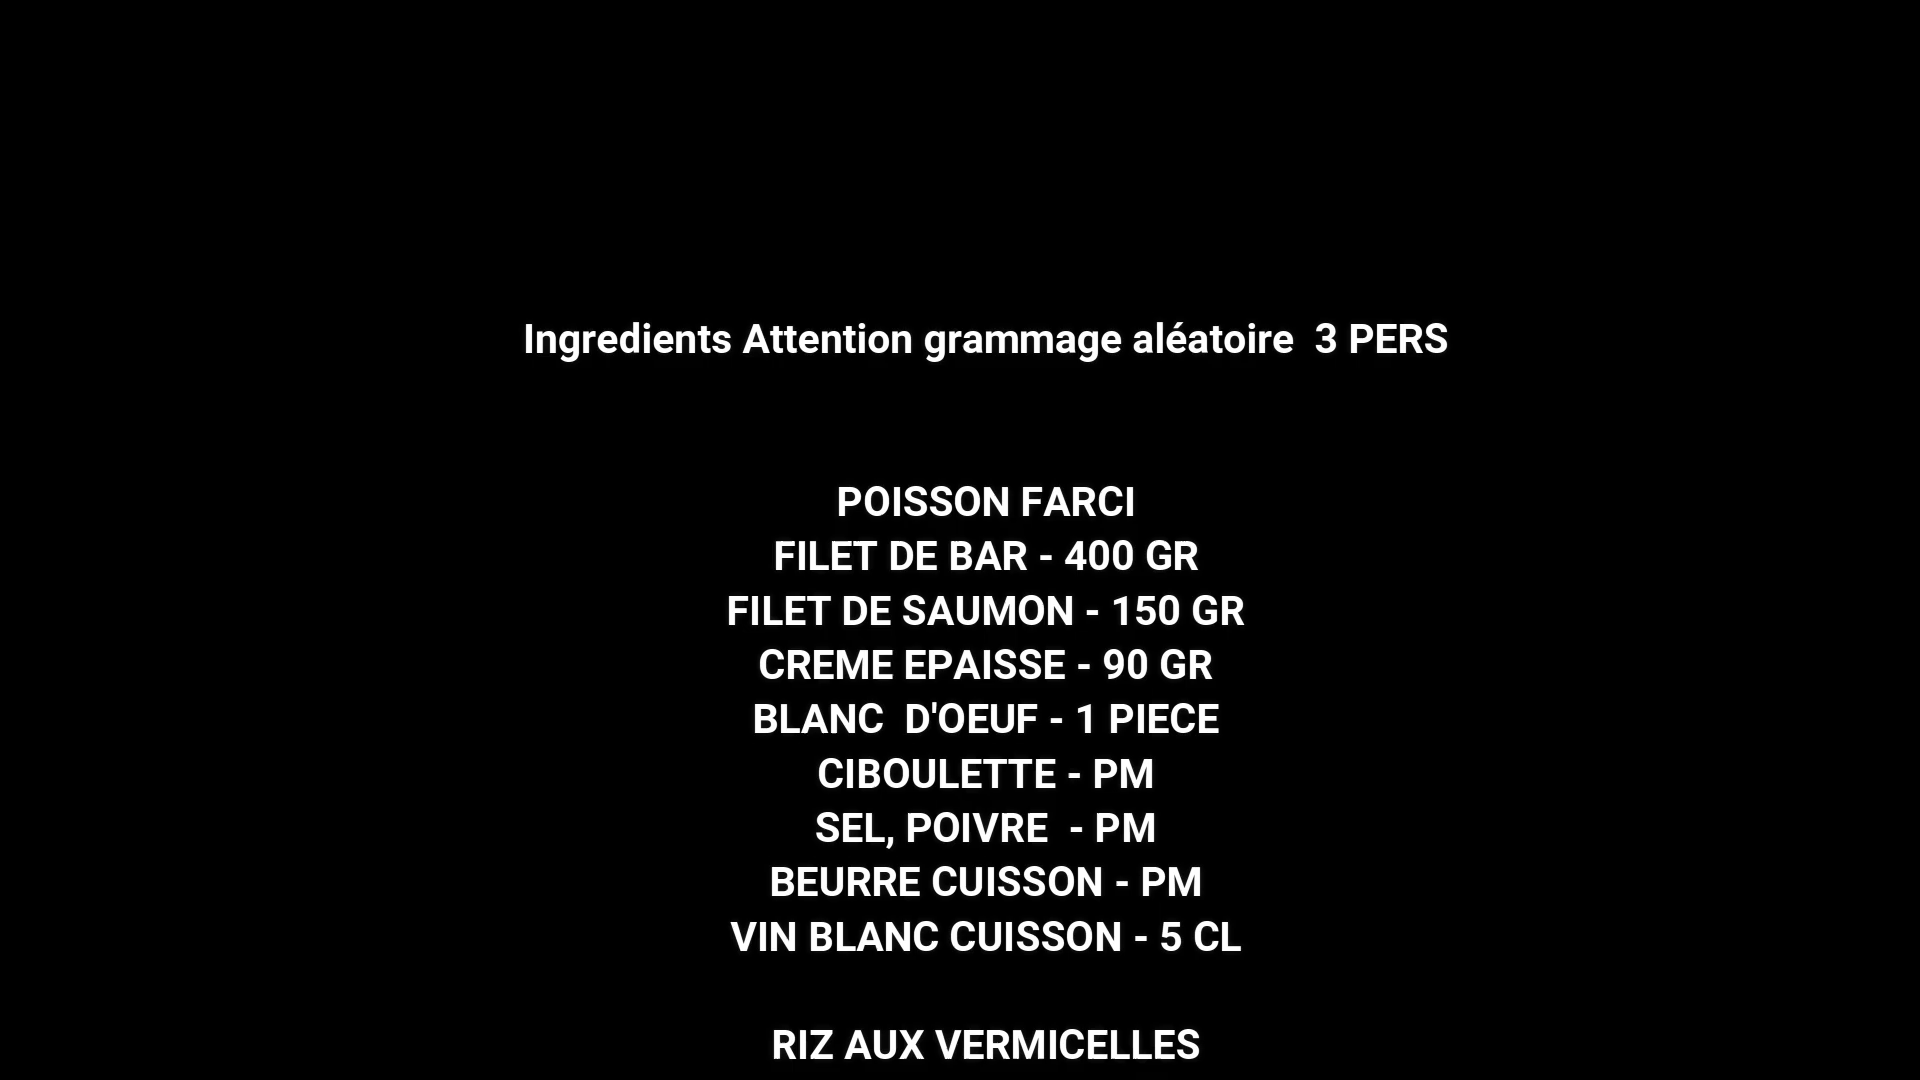 Ingredients Attention grammage aléatoire  3 PERS
POISSON FARCI
FILET DE BAR - 400 GR
FILET DE SAUMON - 150 GR
CREME EPAISSE - 90 GR
BLANC  D'OEUF - 1 PIECE
CIBOULETTE - PM
SEL, POIVRE  - PM
BEURRE CUISSON - PM
VIN BLANC CUISSON - 5 CL
RIZ AUX VERMICELLES